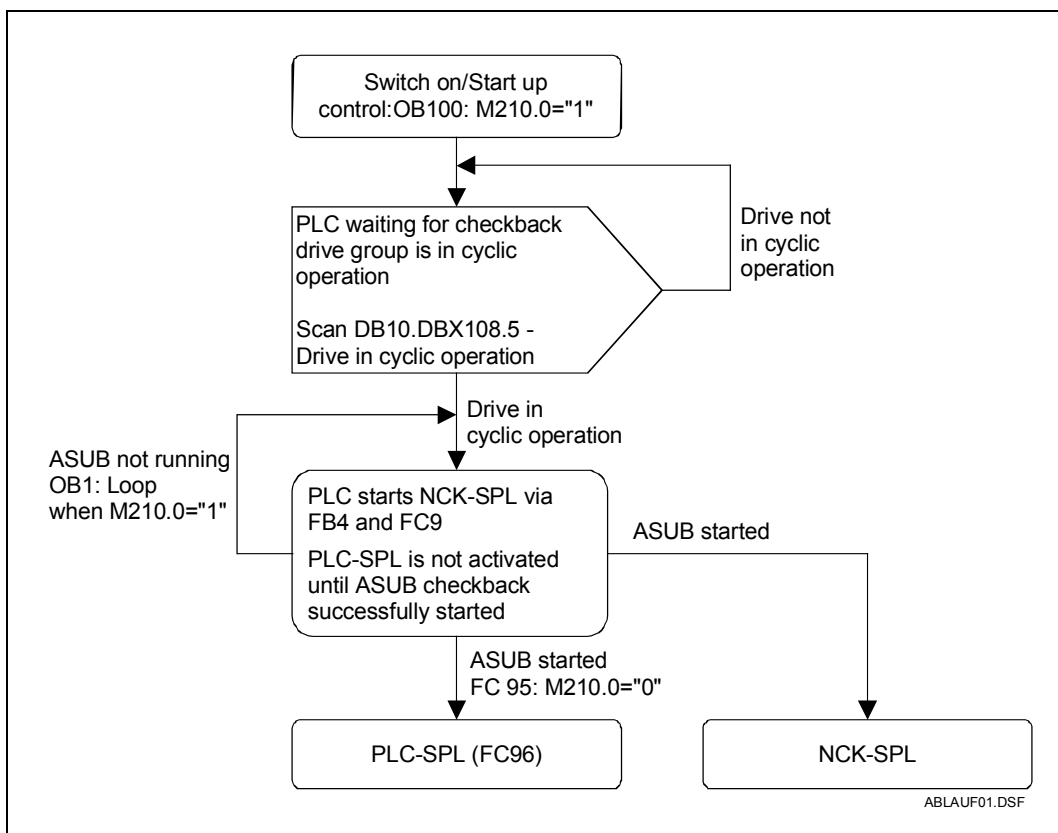 Switch on/Start up
control:OB100: M210.0="1"
PLC waiting for checkback
drive group is in cyclic
operation
Scan DB10.DBX108.5 -
Drive in cyclic operation
Drive not
in cyclic
operation
Drive in
cyclic operation
ASUB not running
OB1: Loop
when M210.0="1"
PLC starts NCK-SPL via
FB4 and FC9
PLC-SPL is not activated
until ASUB checkback
successfully started
ASUB started
ASUB started
FC 95: M210.0="0"
PLC-SPL (FC96)
NCK-SPL
ABLAUF01.DSF